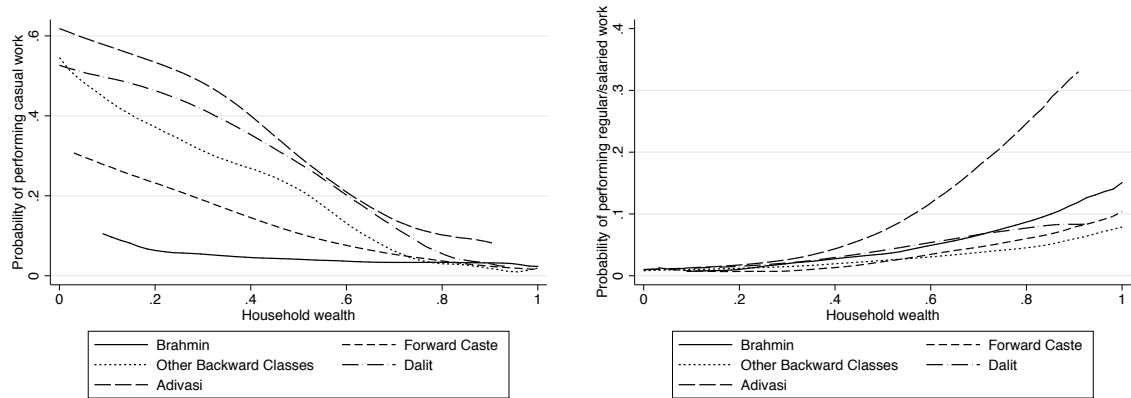 Probability of performing casual work
.6
.4
.2
0
0 .2 .4 .6 .8 1
Household wealth
Brahmin Forward Caste
Other Backward Classes Dalit
Adivasi
Probability of performing regular/salaried work
.4
.3
.2
.1
0
0 .2 .4 .6 .8 1
Household wealth
Brahmin Forward Caste
Other Backward Classes Dalit
Adivasi